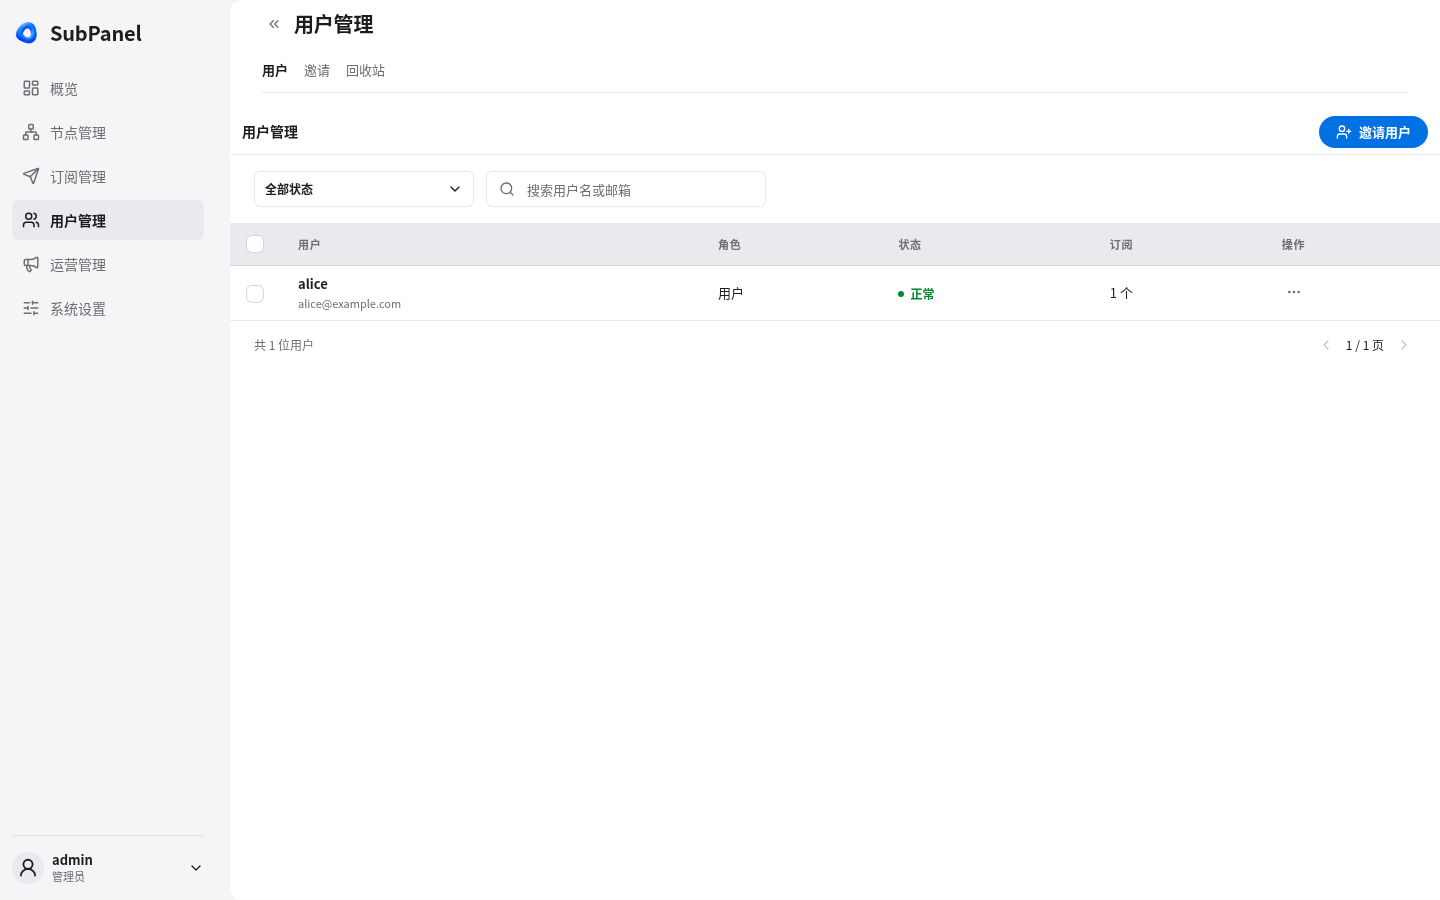 SubPanel
概览
节点管理
订阅管理
用户管理
运营管理
系统设置
admin
管理员
用户管理
用户 邀请 回收站
用户管理
邀请用户
全部状态
搜索用户名或邮箱
用户 角色 状态 订阅 操作
alice
alice@example.com
用户 正常 1 个
共 1 位用户
1 / 1 页